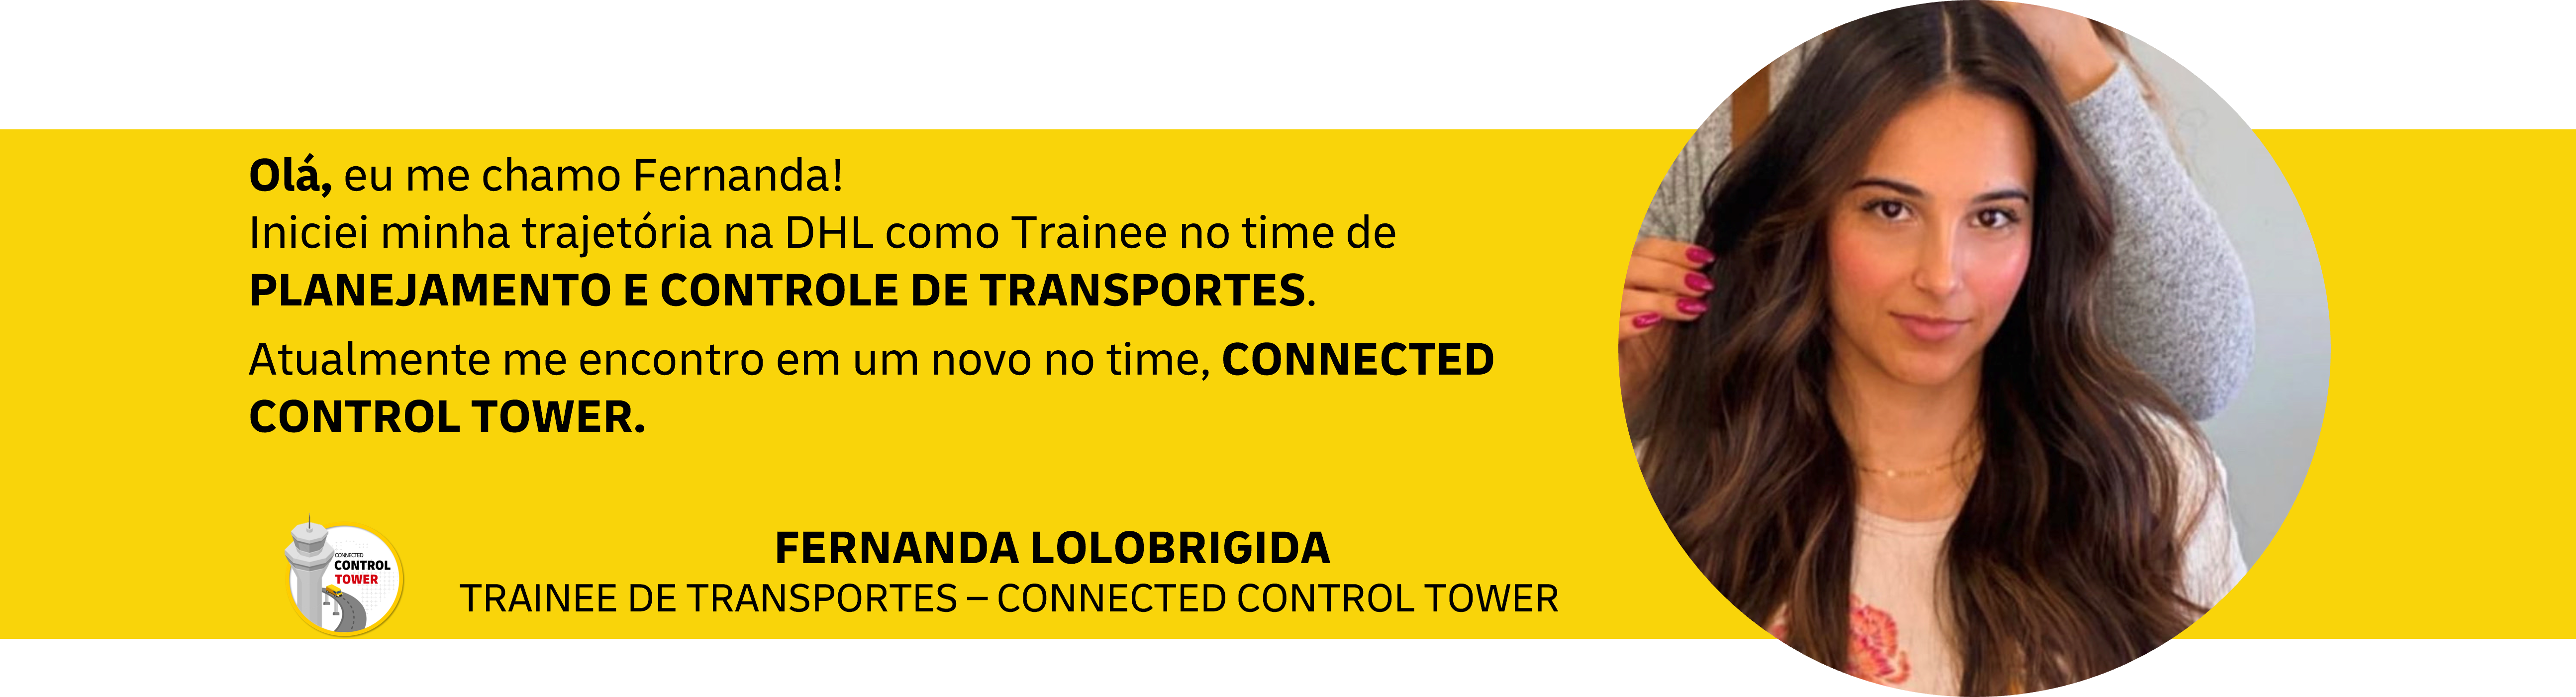 Olá, eu me chamo Fernanda!
Iniciei minha trajetória na DHL como Trainee no time de
PLANEJAMENTO E CONTROLE DE TRANSPORTES.
Atualmente me encontro em um novo no time, CONNECTED
CONTROL TOWER.
CONNECTED
CONTROL
TOWER
FERNANDA LOLOBRIGIDA
TRAINEE DE TRANSPORTES – CONNECTED CONTROL TOWER